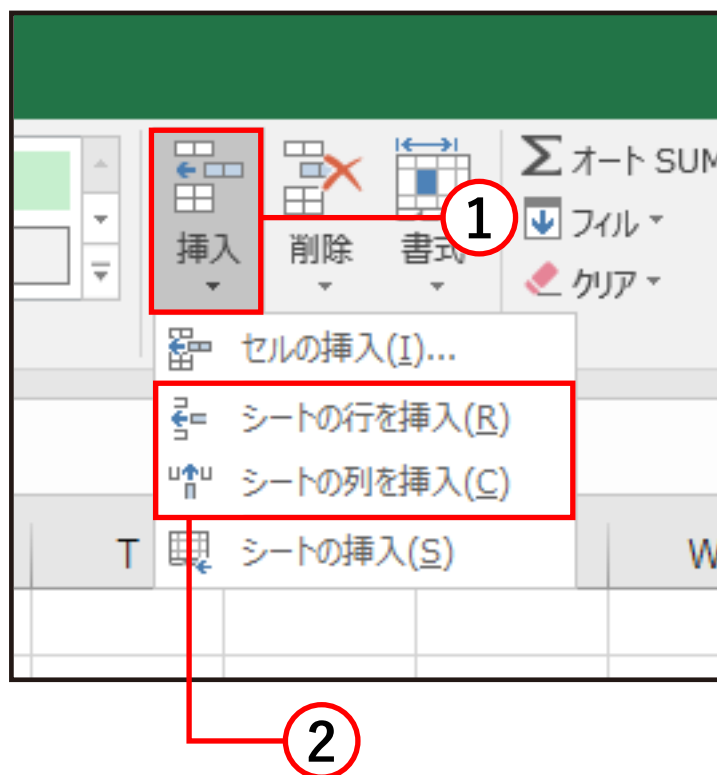 挿入
削除
書式
オート SUM
フィル
クリア
1
セルの挿入(I)...
シートの行を挿入(R)
シートの列を挿入(C)
シートの挿入(S)
T
W
2